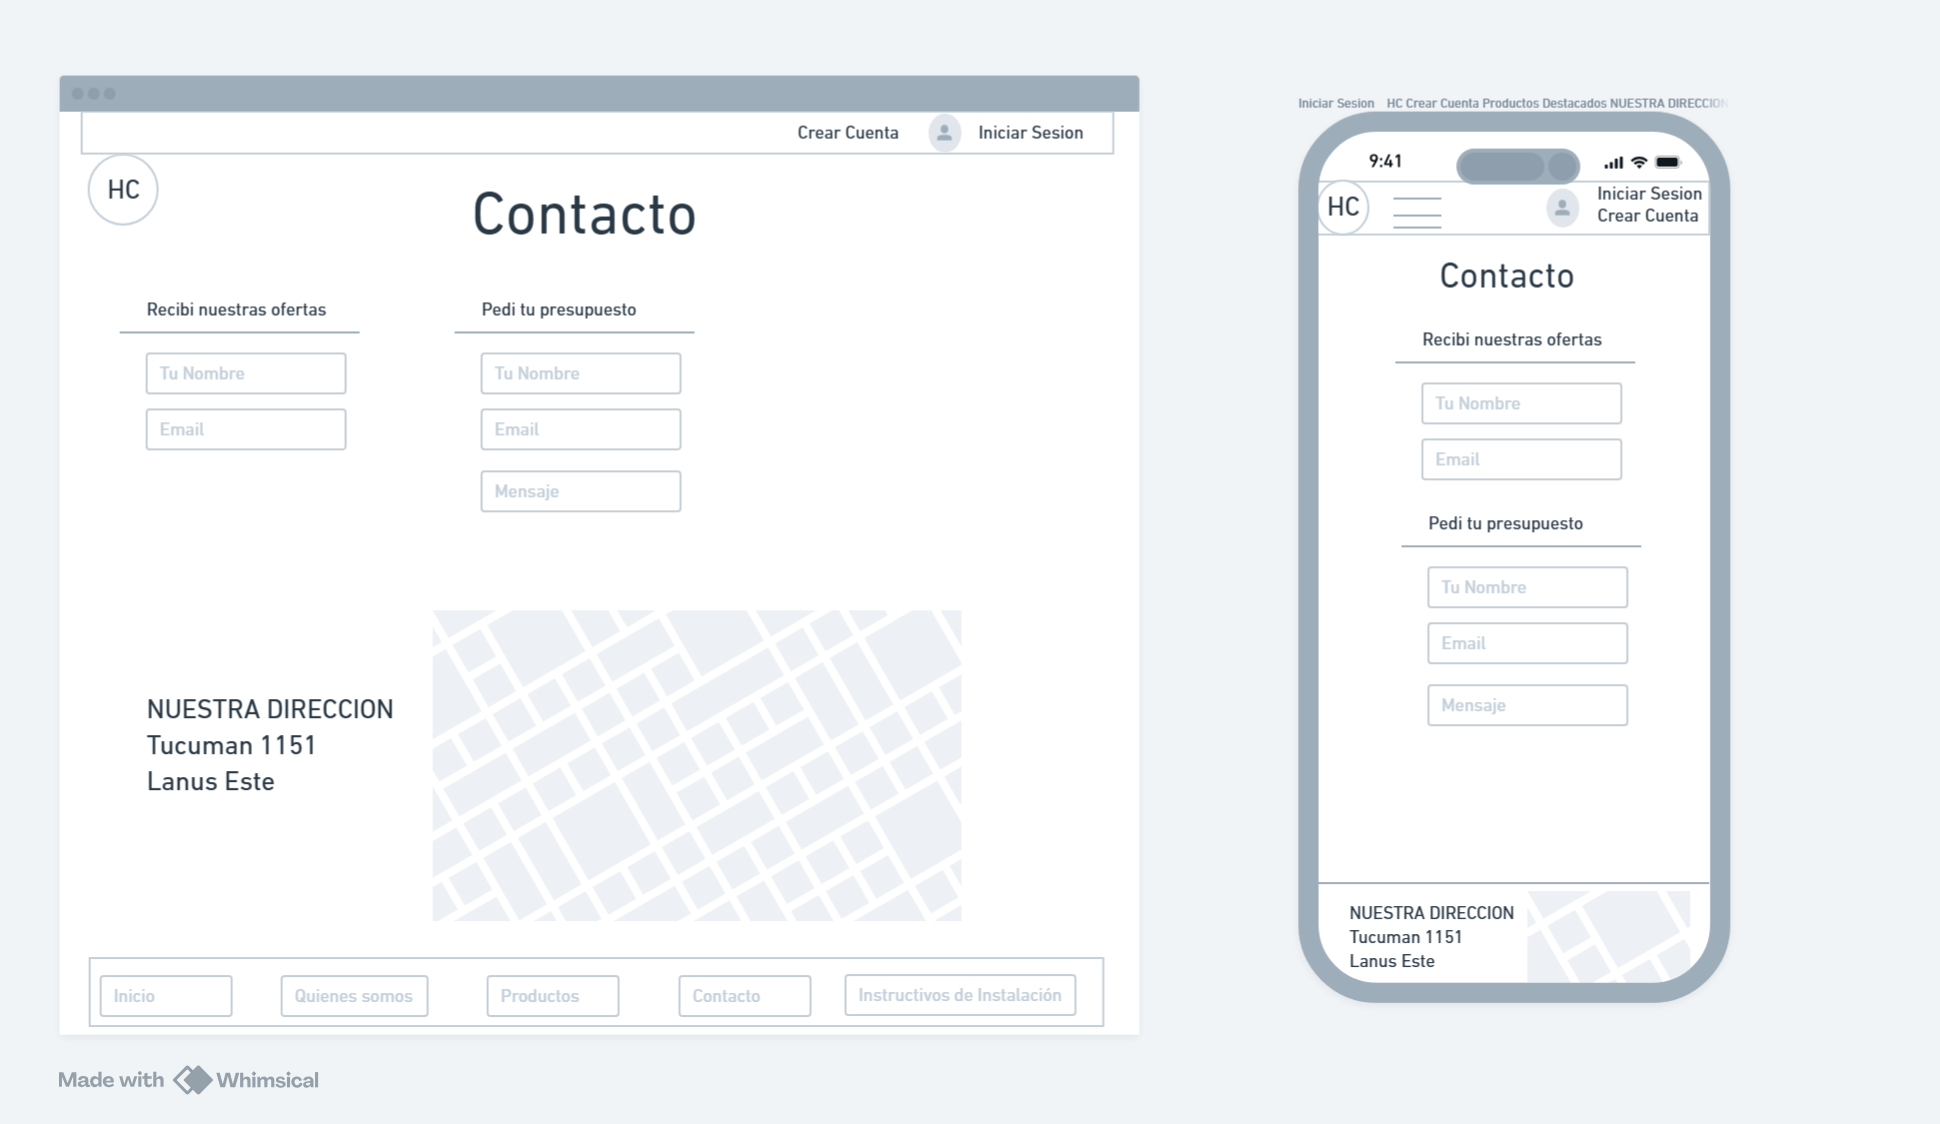 Crear Cuenta
Iniciar Sesion
HC
Contacto
Recibi nuestras ofertas
Tu Nombre
Email
Pedi tu presupuesto
Tu Nombre
Email
Mensaje
NUESTRA DIRECCION
Tucuman 1151
Lanus Este
Inicio
Quienes somos
Productos
Contacto
Instructivos de Instalación
Iniciar Sesion HC Crear Cuenta Productos Destacados NUESTRA DIRECCION
9:41
HC
Iniciar Sesion
Crear Cuenta
Contacto
Recibi nuestras ofertas
Tu Nombre
Email
Pedi tu presupuesto
Tu Nombre
Email
Mensaje
NUESTRA DIRECCION
Tucuman 1151
Lanus Este
Made with Whimsical